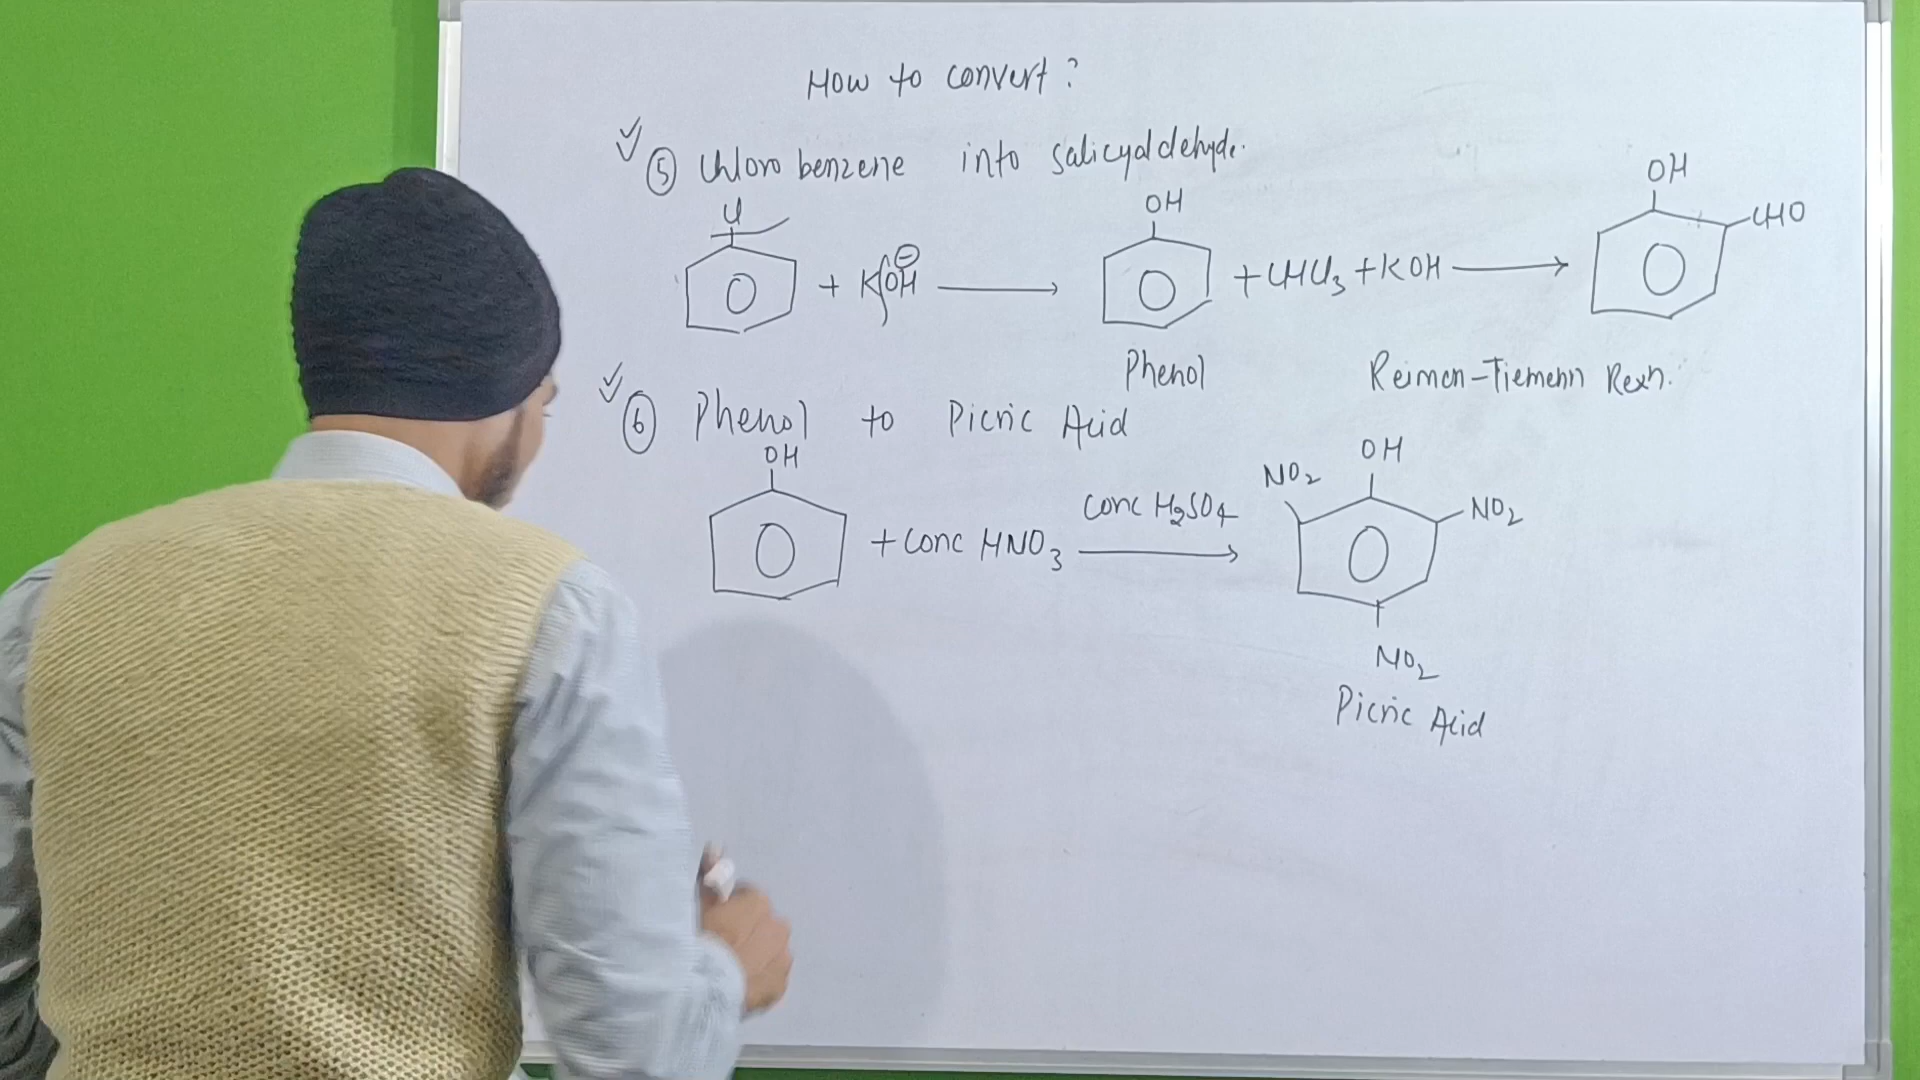 How to convert?
⑤ Chloro benzene into Salicyaldehyde.
Cl + KOH⊖ → OH + CHCl3 + KOH → OH CHO
Phenol Reimen-Tiemenn Rexn.
⑥ Phenol to Picric Acid
OH + conc HNO3 conc H2SO4 → NO2 OH NO2
NO2
Picric Acid